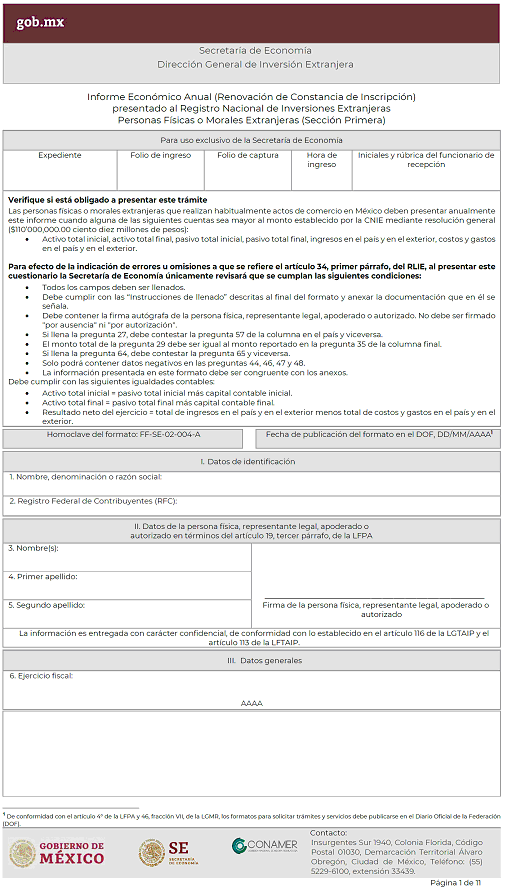 gob.mx
Secretaría de Economía
Dirección General de Inversión Extranjera
Informe Económico Anual (Renovación de Constancia de Inscripción)
presentado al Registro Nacional de Inversiones Extranjeras
Personas Físicas o Morales Extranjeras (Sección Primera)
Para uso exclusivo de la Secretaría de Economía
Expediente
Folio de ingreso
Folio de captura
Hora de
ingreso
Iniciales y rúbrica del funcionario de
recepción
Verifique si está obligado a presentar este trámite
Las personas físicas o morales extranjeras que realizan habitualmente actos de comercio en México deben presentar anualmente
este informe cuando alguna de las siguientes cuentas sea mayor al monto establecido por la CNIE mediante resolución general
($110'000,000.00 ciento diez millones de pesos):
• Activo total inicial, activo total final, pasivo total inicial, pasivo total final, ingresos en el país y en el exterior, costos y gastos
en el país y en el exterior.
Para efecto de la indicación de errores u omisiones a que se refiere el artículo 34, primer párrafo, del RLIE, al presentar este
cuestionario la Secretaría de Economía únicamente revisará que se cumplan las siguientes condiciones:
• Todos los campos deben ser llenados.
• Debe cumplir con las “Instrucciones de llenado” descritas al final del formato y anexar la documentación que en él se
señala.
• Debe contener la firma autógrafa de la persona física, representante legal, apoderado o autorizado. No debe ser firmado
“por ausencia” ni “por autorización”.
• Si llena la pregunta 27, debe contestar la pregunta 57 de la columna en el país y viceversa.
• El monto total de la pregunta 29 debe ser igual al monto reportado en la pregunta 35 de la columna final.
• Si llena la pregunta 64, debe contestar la pregunta 65 y viceversa.
• Solo podrá contener datos negativos en las preguntas 44, 46, 47 y 48.
• La información presentada en este formato debe ser congruente con los anexos.
Debe cumplir con las siguientes igualdades contables:
• Activo total inicial = pasivo total inicial más capital contable inicial.
• Activo total final = pasivo total final más capital contable final.
• Resultado neto del ejercicio = total de ingresos en el país y en el exterior menos total de costos y gastos en el país y en el
exterior.
Homoclave del formato: FF-SE-02-004-A
Fecha de publicación del formato en el DOF, DD/MM/AAAA¹
I. Datos de identificación
1. Nombre, denominación o razón social:
2. Registro Federal de Contribuyentes (RFC):
II. Datos de la persona física, representante legal, apoderado o
autorizado en términos del artículo 19, tercer párrafo, de la LFPA
3. Nombre(s):
4. Primer apellido:
5. Segundo apellido:
Firma de la persona física, representante legal, apoderado o
autorizado
La información es entregada con carácter confidencial, de conformidad con lo establecido en el artículo 116 de la LGTAIP y el
artículo 113 de la LFTAIP.
III. Datos generales
6. Ejercicio fiscal:
AAAA
¹ De conformidad con el artículo 4º de la LFPA y 46, fracción VII, de la LGMR, los formatos para solicitar trámites y servicios debe publicarse en el Diario Oficial de la Federación
(DOF).
GOBIERNO DE
MÉXICO
SE
SECRETARÍA
DE ECONOMÍA
CONAMER
Contacto:
Insurgentes Sur 1940, Colonia Florida, Código
Postal 01030, Demarcación Territorial Álvaro
Obregón, Ciudad de México, Teléfono: (55)
5229-6100, extensión 33439.
Página 1 de 11